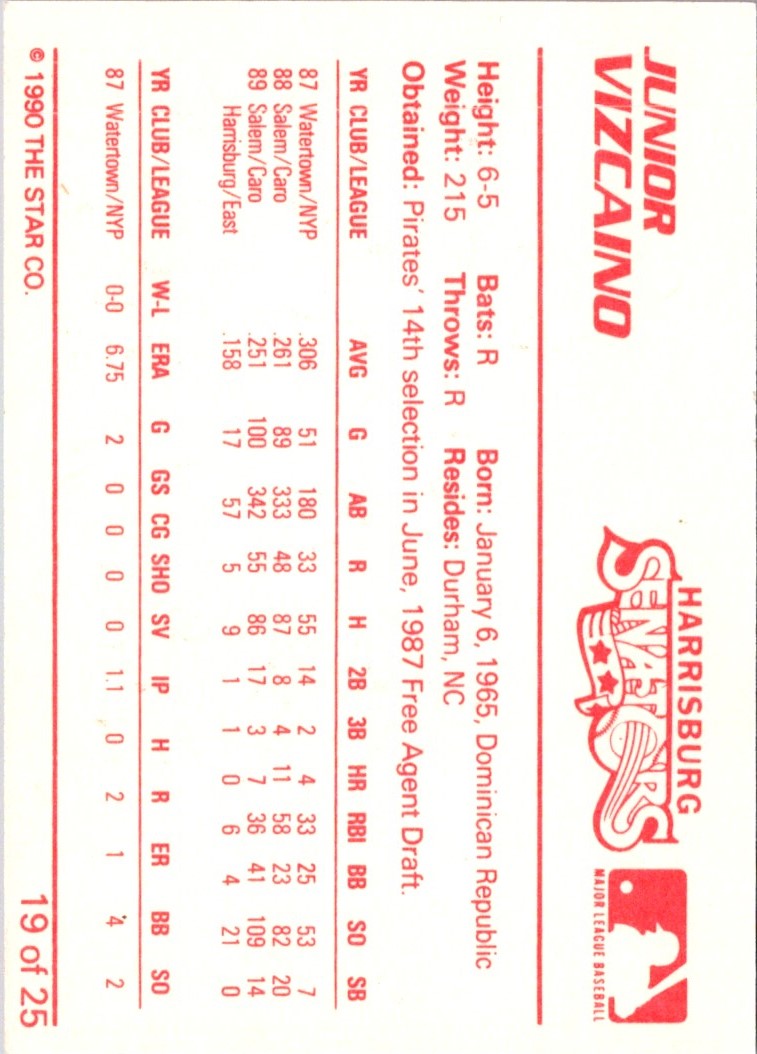 JUNIOR
VIZCAINO
HARRISBURG
SENATORS
MAJOR LEAGUE BASEBALL
Height: 6-5 Bats: R Born: January 6, 1965, Dominican Republic
Weight: 215 Throws: R Resides: Durham, NC
Obtained: Pirates' 14th selection in June, 1987 Free Agent Draft.
YR CLUB/LEAGUE AVG G AB R H 2B 3B HR RBI BB SO SB
87 Watertown/NYP .306 51 180 33 55 14 2 4 33 25 53 7
88 Salem/Caro .261 89 333 48 87 8 4 11 58 23 82 20
89 Salem/Caro .251 100 342 55 86 17 3 7 36 41 109 14
Harrisburg/East .158 17 57 5 9 1 1 0 6 4 21 0
YR CLUB/LEAGUE W-L ERA G GS CG SHO SV IP H R ER BB SO
87 Watertown/NYP 0-0 6.75 2 0 0 0 0 1.1 0 2 1 4 2
© 1990 THE STAR CO.
19 of 25